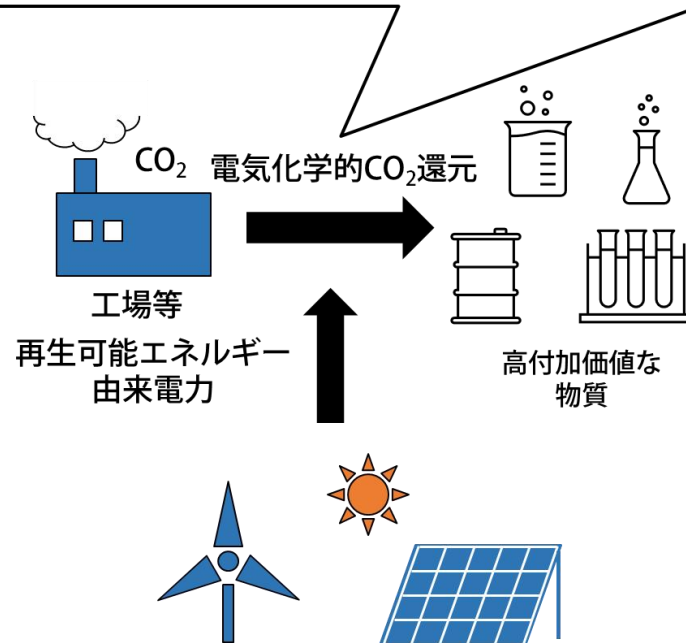 CO₂
電気化学的CO₂還元
工場等
再生可能エネルギー
由来電力
高付加価値な
物質